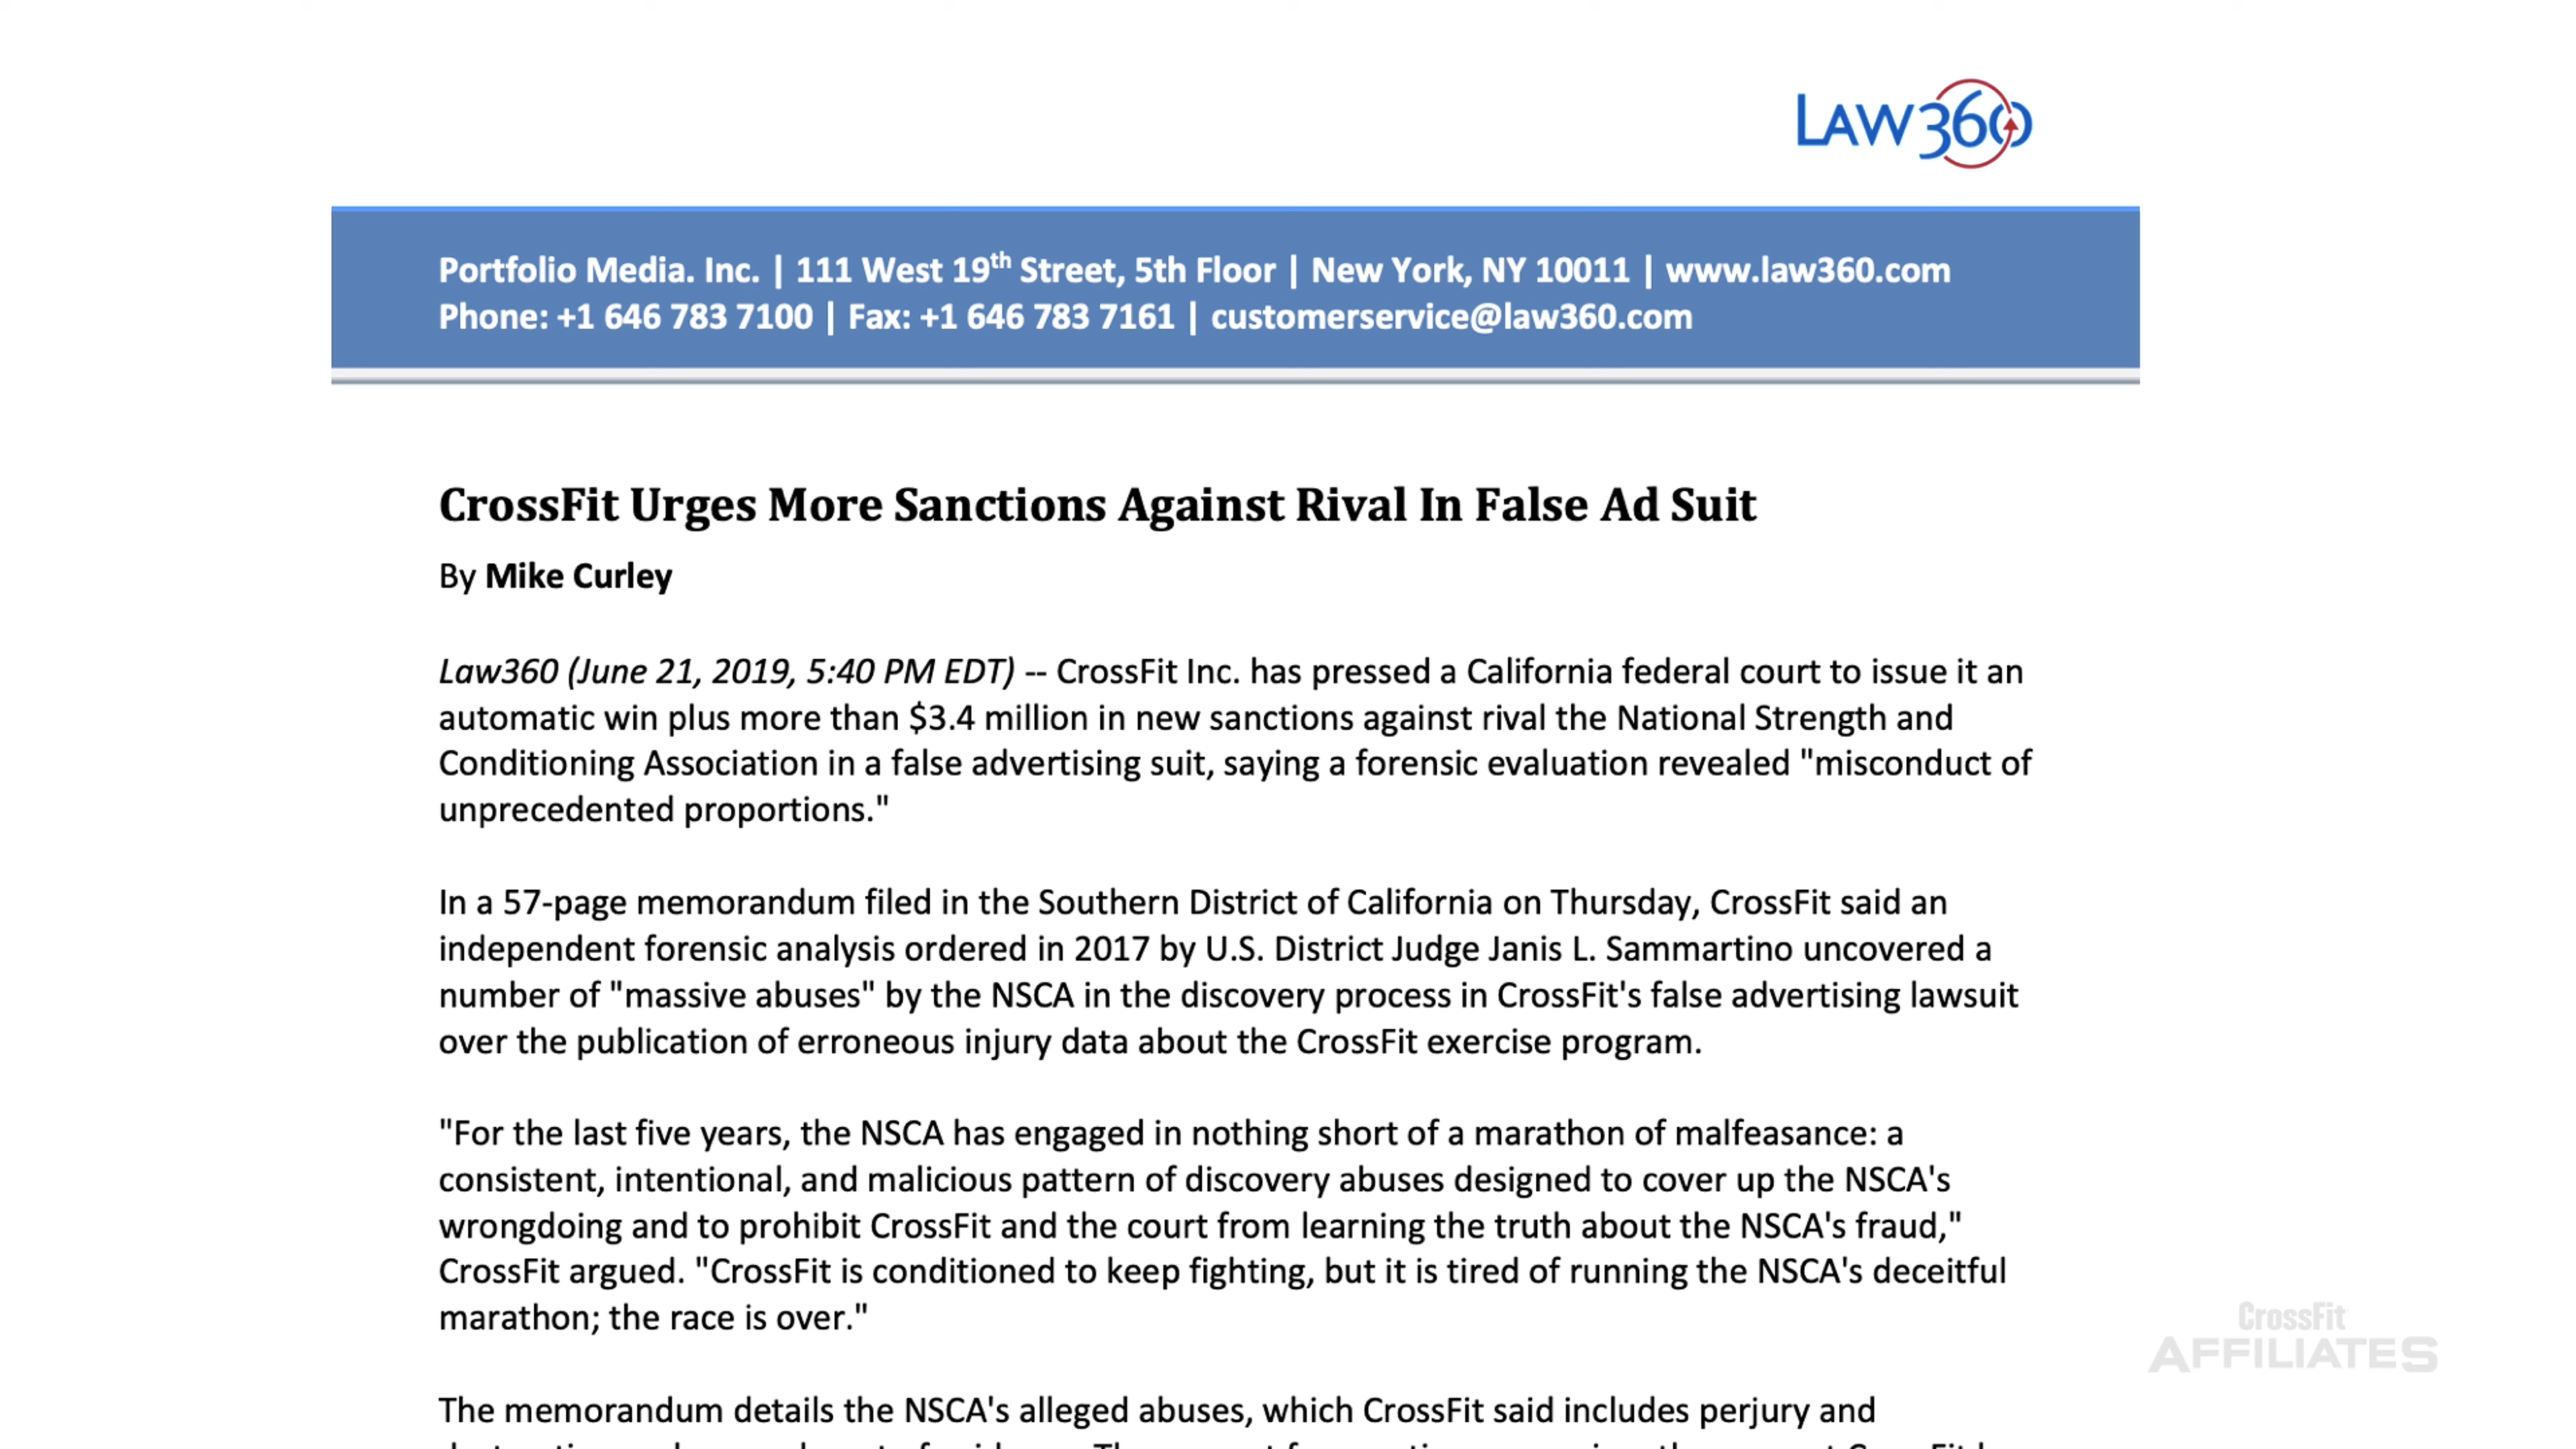 LAW360
Portfolio Media. Inc. | 111 West 19th Street, 5th Floor | New York, NY 10011 | www.law360.com
Phone: +1 646 783 7100 | Fax: +1 646 783 7161 | customerservice@law360.com
CrossFit Urges More Sanctions Against Rival In False Ad Suit
By Mike Curley
Law360 (June 21, 2019, 5:40 PM EDT) -- CrossFit Inc. has pressed a California federal court to issue it an
automatic win plus more than $3.4 million in new sanctions against rival the National Strength and
Conditioning Association in a false advertising suit, saying a forensic evaluation revealed "misconduct of
unprecedented proportions."
In a 57-page memorandum filed in the Southern District of California on Thursday, CrossFit said an
independent forensic analysis ordered in 2017 by U.S. District Judge Janis L. Sammartino uncovered a
number of "massive abuses" by the NSCA in the discovery process in CrossFit's false advertising lawsuit
over the publication of erroneous injury data about the CrossFit exercise program.
"For the last five years, the NSCA has engaged in nothing short of a marathon of malfeasance: a
consistent, intentional, and malicious pattern of discovery abuses designed to cover up the NSCA's
wrongdoing and to prohibit CrossFit and the court from learning the truth about the NSCA's fraud,"
CrossFit argued. "CrossFit is conditioned to keep fighting, but it is tired of running the NSCA's deceitful
marathon; the race is over."
The memorandum details the NSCA's alleged abuses, which CrossFit said includes perjury and
CrossFit
AFFILIATES